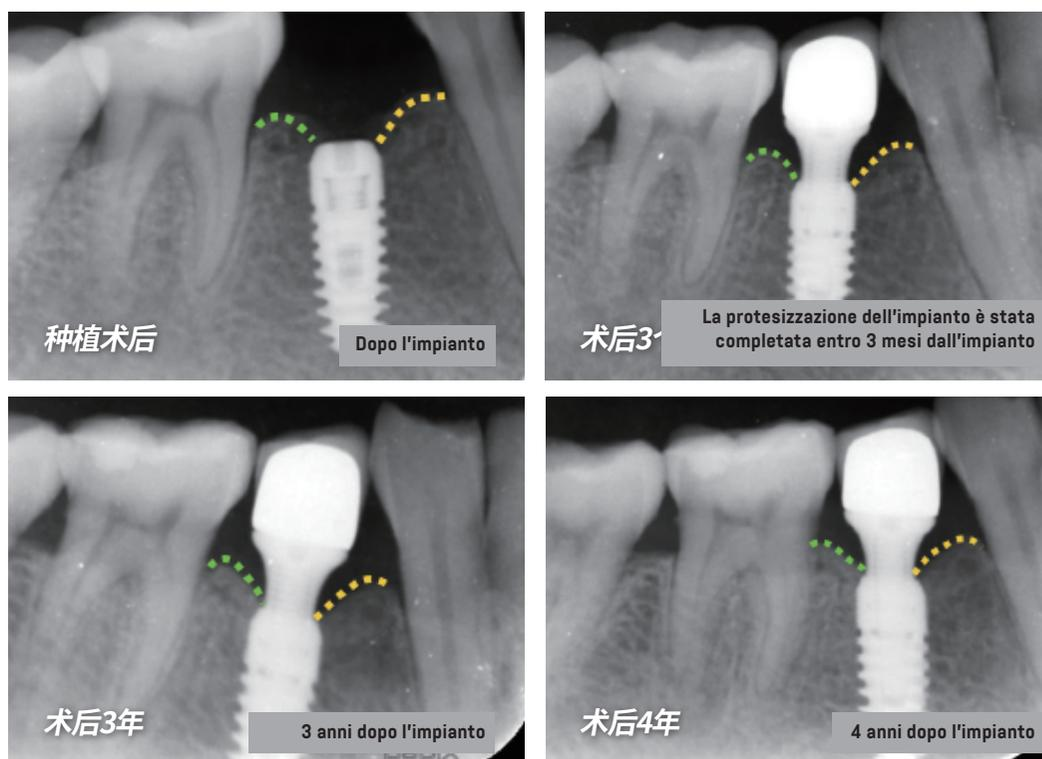 种植术后
Dopo l'impianto
术后3
La protesizzazione dell'impianto è stata
completata entro 3 mesi dall'impianto
术后3年
3 anni dopo l'impianto
术后4年
4 anni dopo l'impianto